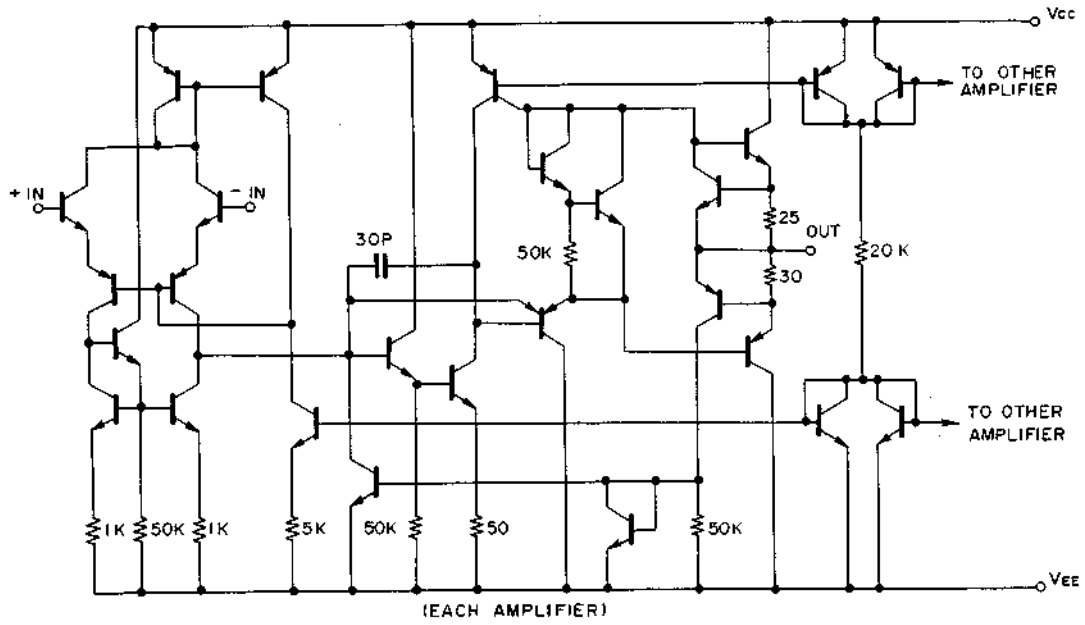 Vcc
TO OTHER
AMPLIFIER
+ IN
- IN
25
OUT
30P
50K
20 K
30
TO OTHER
AMPLIFIER
1K
50K
1K
5K
50K
50
50K
VEE
(EACH AMPLIFIER)